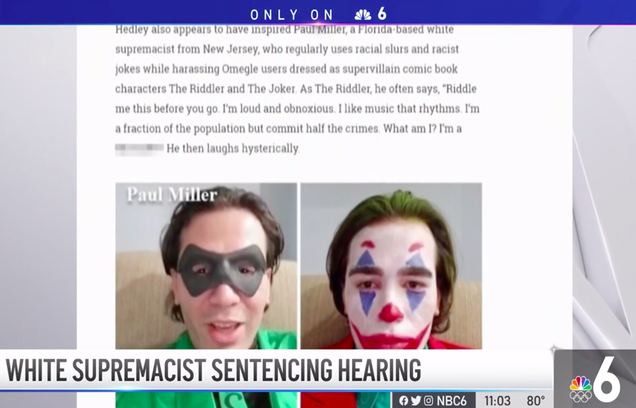 ONLY ON 6
Hedley also appears to have inspired Paul Miller, a Florida-based white
supremacist from New Jersey, who regularly uses racial slurs and racist
jokes while harassing Omegle users dressed as supervillain comic book
characters The Riddler and The Joker. As The Riddler, he often says, "Riddle
me this before you go. I'm loud and obnoxious. I like music that rhythms. I'm
a fraction of the population but commit half the crimes. What am I? I'm a
He then laughs hysterically.
Paul Miller
WHITE SUPREMACIST SENTENCING HEARING
6
NBC6 11:03 80°